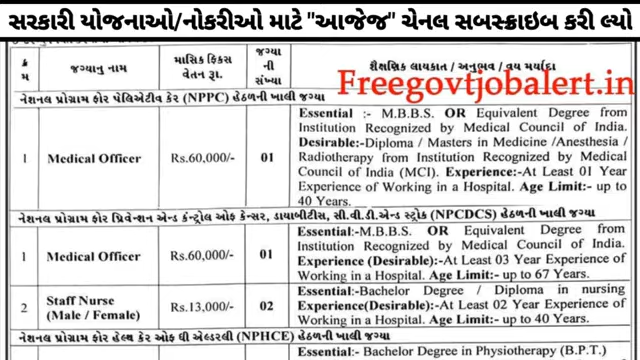 સરકારી યોજનાઓ/નોકરીઓ માટે "આજેજ" ચેનલ સબસ્ક્રાઇબ કરી લ્યો
ક્રમ
જગ્યાનુ નામ
માસિક ફિકસ વેતન રૂા.
જગ્યાની સંખ્યા
શૈક્ષણિક લાયકાત / અનુભવ / વય મર્યાદા
Freegovtjobalert.in
નેશનલ પ્રોગ્રામ ફોર પેલિએટીવ કેર (NPPC) હેઠળની ખાલી જગ્યા
1
Medical Officer
Rs.60,000/-
01
Essential :- M.B.B.S. OR Equivalent Degree from
Institution Recognized by Medical Council of India.
Desirable:-Diploma / Masters in Medicine /Anesthesia /
Radiotherapy from Institution Recognized by Medical
Council of India (MCI). Experience:-At Least 01 Year
Experience of Working in a Hospital. Age Limit:- up to
40 Years.
નેશનલ પ્રોગ્રામ ફોર પ્રિવેન્શન એન્ડ કંન્ટ્રોલ ઓફ કેન્સર, ડાયાબીટીસ, સી.વી.ડી.એન્ડ સ્ટ્રોક (NPCDCS) હેઠળની ખાલી જગ્યા
1
Medical Officer
Rs.60,000/-
01
Essential:-M.B.B.S. OR Equivalent Degree from
Institution Recognized by Medical Council of India.
Experience (Desirable):-At Least 03 Year Experience of
Working in a Hospital. Age Limit:- up to 67 Years.
2
Staff Nurse
(Male / Female)
Rs.13,000/-
02
Essential:-Bachelor Degree / Diploma in nursing
Experience(Desirable):-At Least 02 Year Experience of
Working in a Hospital. Age Limit:- up to 40 Years.
નેશનલ પ્રોગ્રામ ફોર હેલ્થ કેર ઓફ ધી એલ્ડરલી (NPHCE) હેઠળની ખાલી જગ્યા
Essential:- Bachelor Degree in Physiotherapy (B.P.T.)